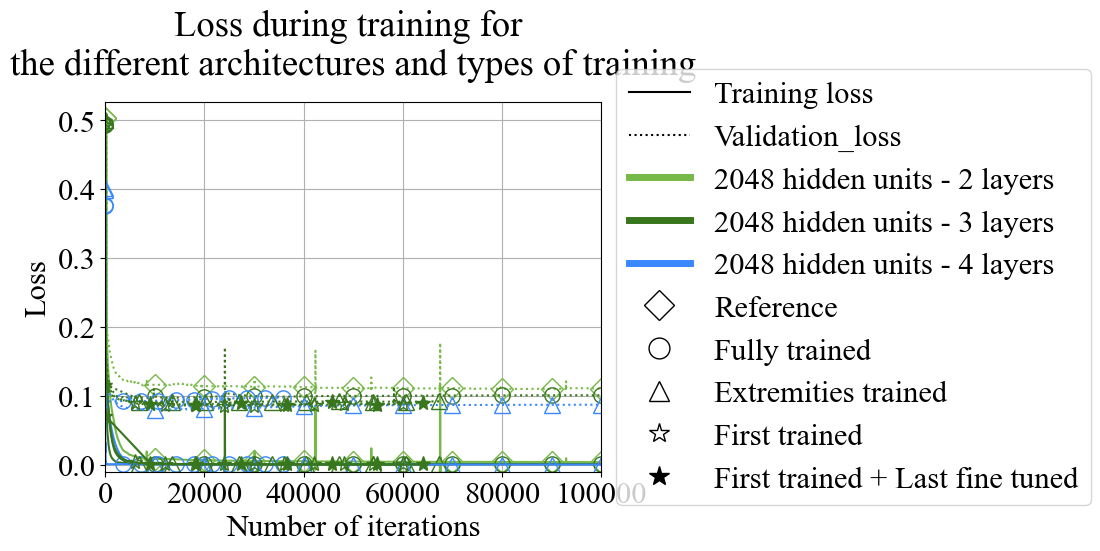 Loss during training for
the different architectures and types of training
0.5
0.4
0.3
0.2
0.1
0.0
Loss
0 20000 40000 60000 80000 100000
Number of iterations
Training loss
Validation_loss
2048 hidden units - 2 layers
2048 hidden units - 3 layers
2048 hidden units - 4 layers
Reference
Fully trained
Extremities trained
First trained
First trained + Last fine tuned